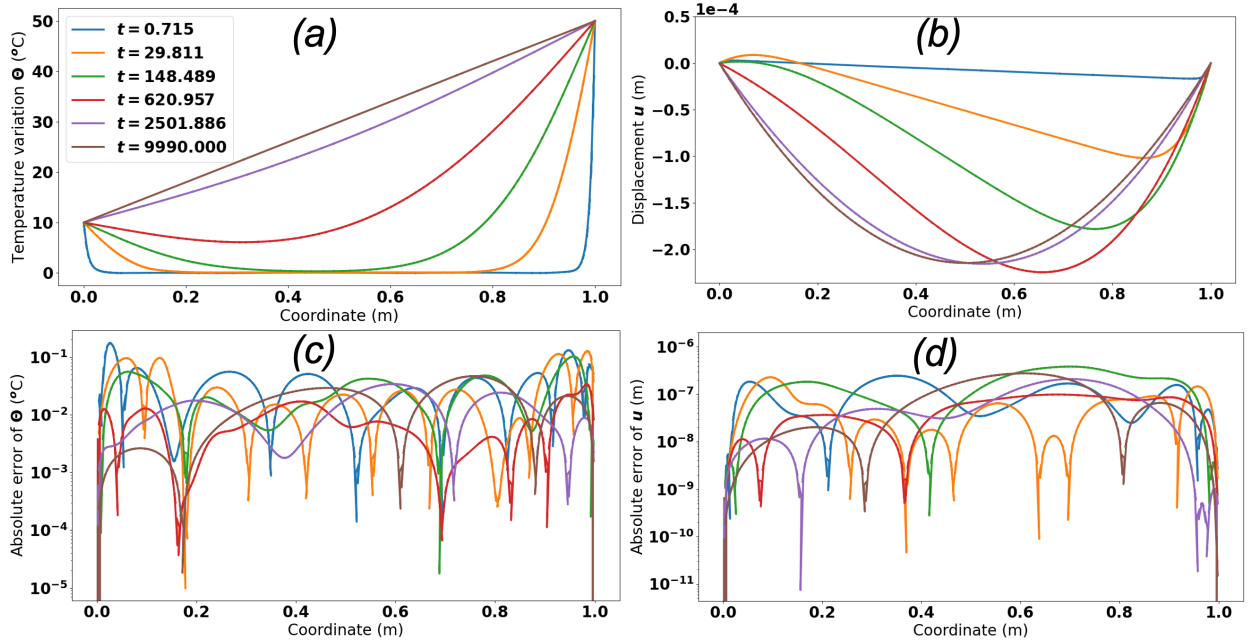 (a)
Temperature variation Θ (°C)
50
40
30
20
10
0
t = 0.715
t = 29.811
t = 148.489
t = 620.957
t = 2501.886
t = 9990.000
0.0 0.2 0.4 0.6 0.8 1.0
Coordinate (m)
(b)
1e−4
Displacement u (m)
0.5
0.0
−0.5
−1.0
−1.5
−2.0
0.0 0.2 0.4 0.6 0.8 1.0
Coordinate (m)
(c)
Absolute error of Θ (°C)
10⁻¹
10⁻²
10⁻³
10⁻⁴
10⁻⁵
0.0 0.2 0.4 0.6 0.8 1.0
Coordinate (m)
(d)
Absolute error of u (m)
10⁻⁶
10⁻⁷
10⁻⁸
10⁻⁹
10⁻¹⁰
10⁻¹¹
0.0 0.2 0.4 0.6 0.8 1.0
Coordinate (m)